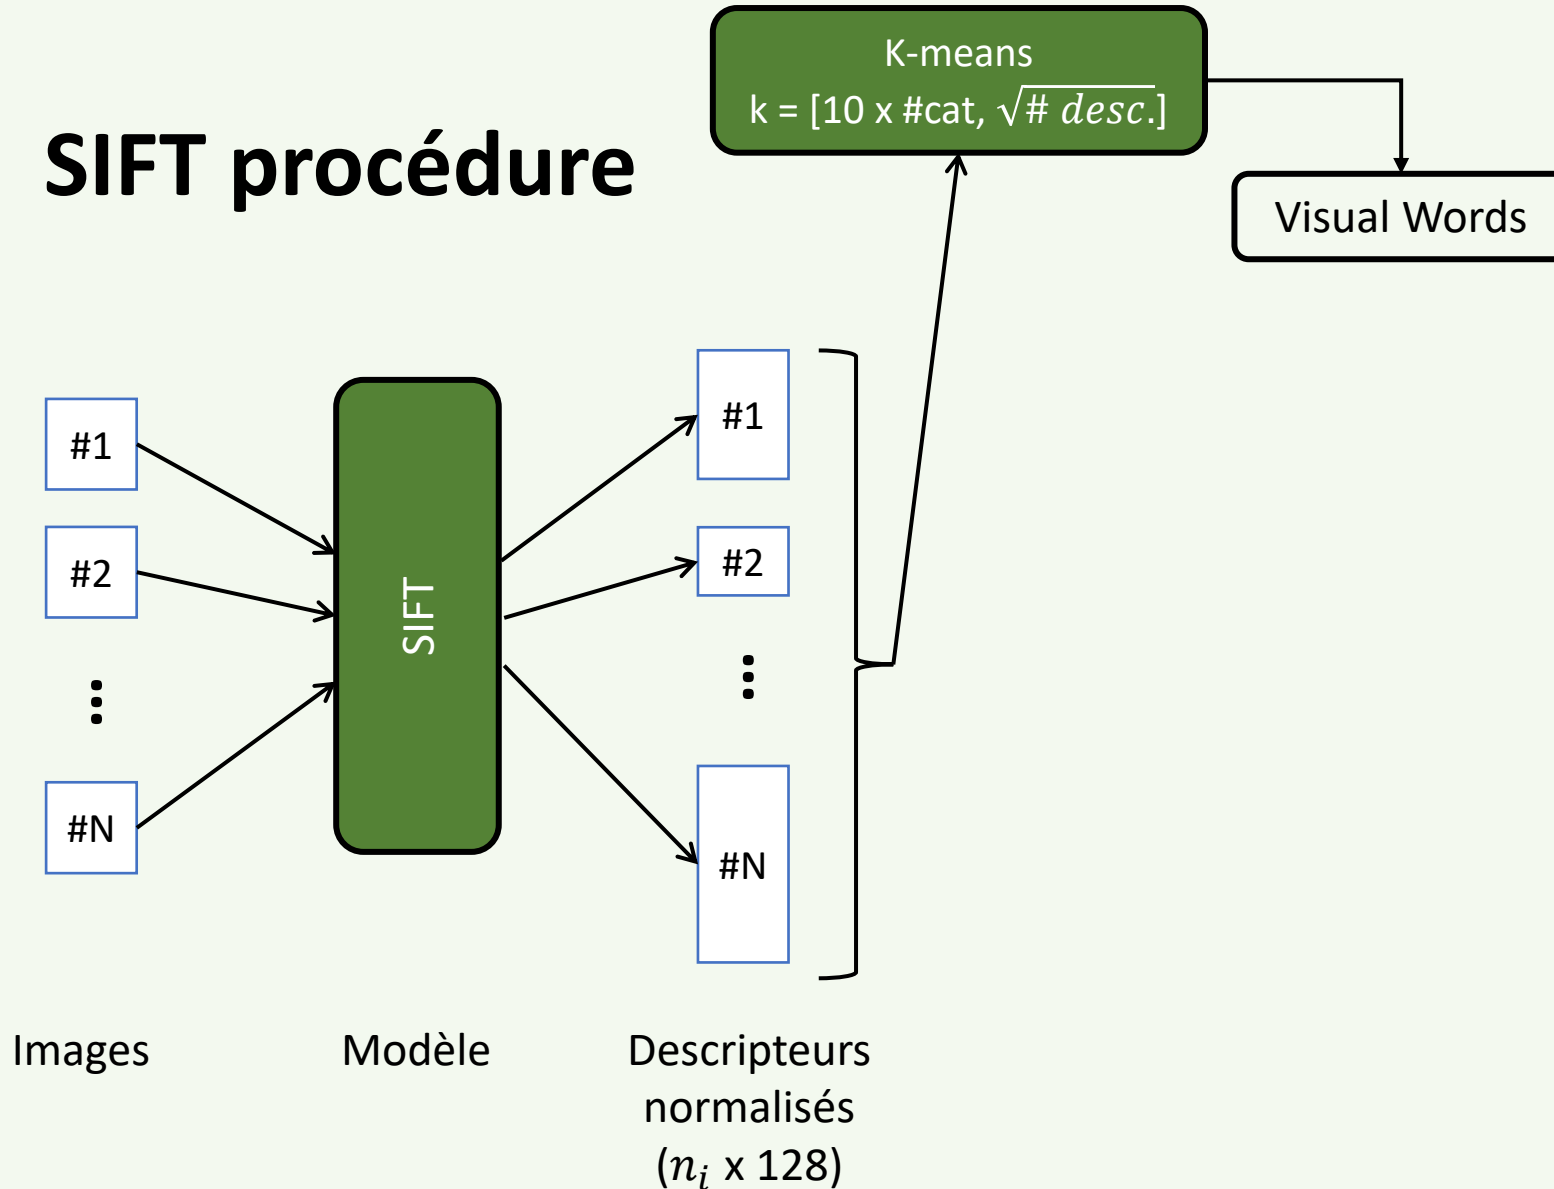 SIFT procédure
K-means
k = [10 x #cat, √# desc.]
Visual Words
#1
#2
⋮
#N
SIFT
#1
#2
⋮
#N
Images
Modèle
Descripteurs
normalisés
(nᵢ x 128)